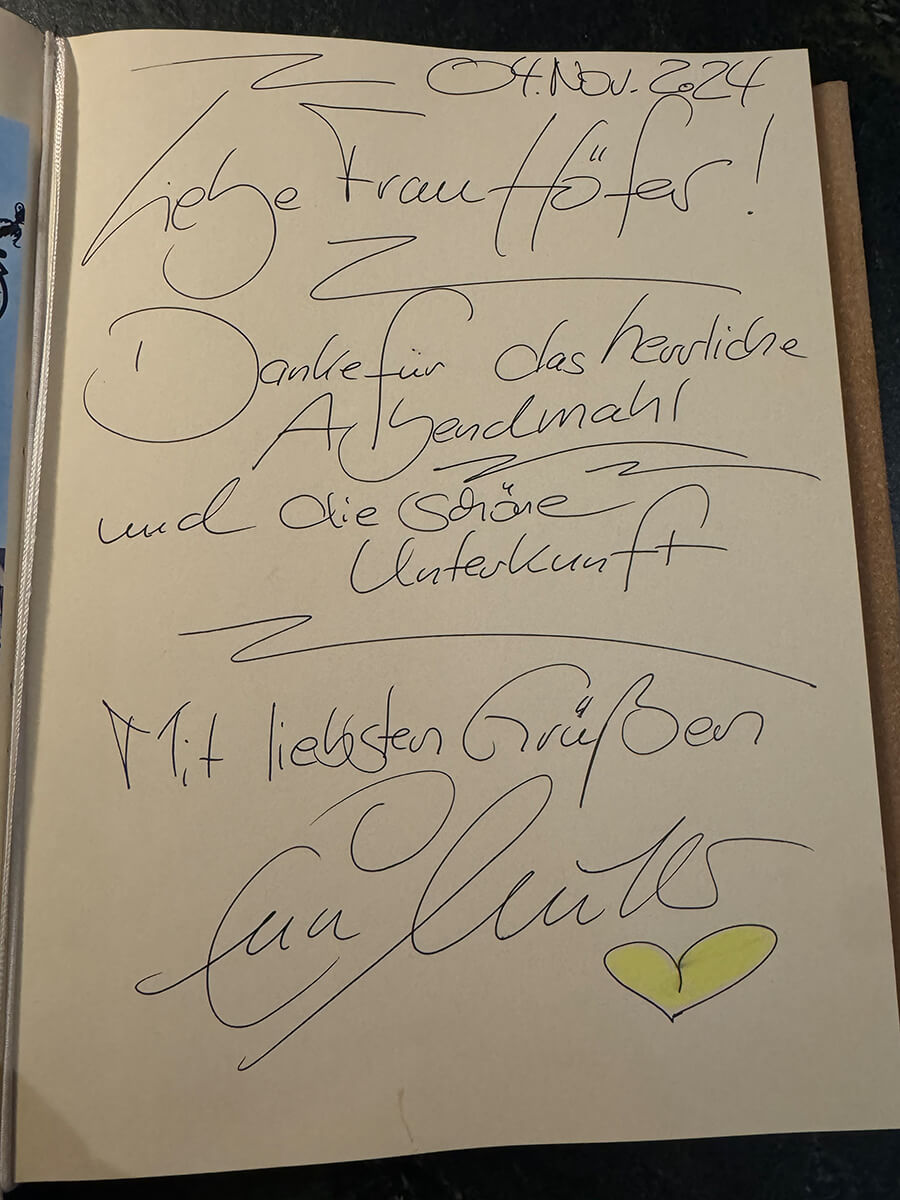 04. Nov. 2024
Liebe Frau Höfer!
Danke für das herrliche
Abendmahl
und die schöne
Unterkunft
Mit liebsten Grüßen